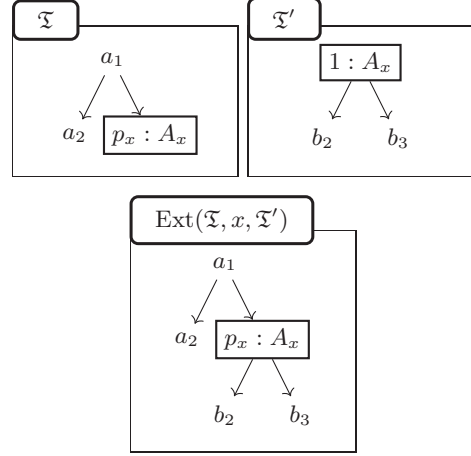 𝔗
a₁
a₂
pₓ : Aₓ
𝔗′
1 : Aₓ
b₂
b₃
Ext(𝔗, x, 𝔗′)
a₁
a₂
pₓ : Aₓ
b₂
b₃